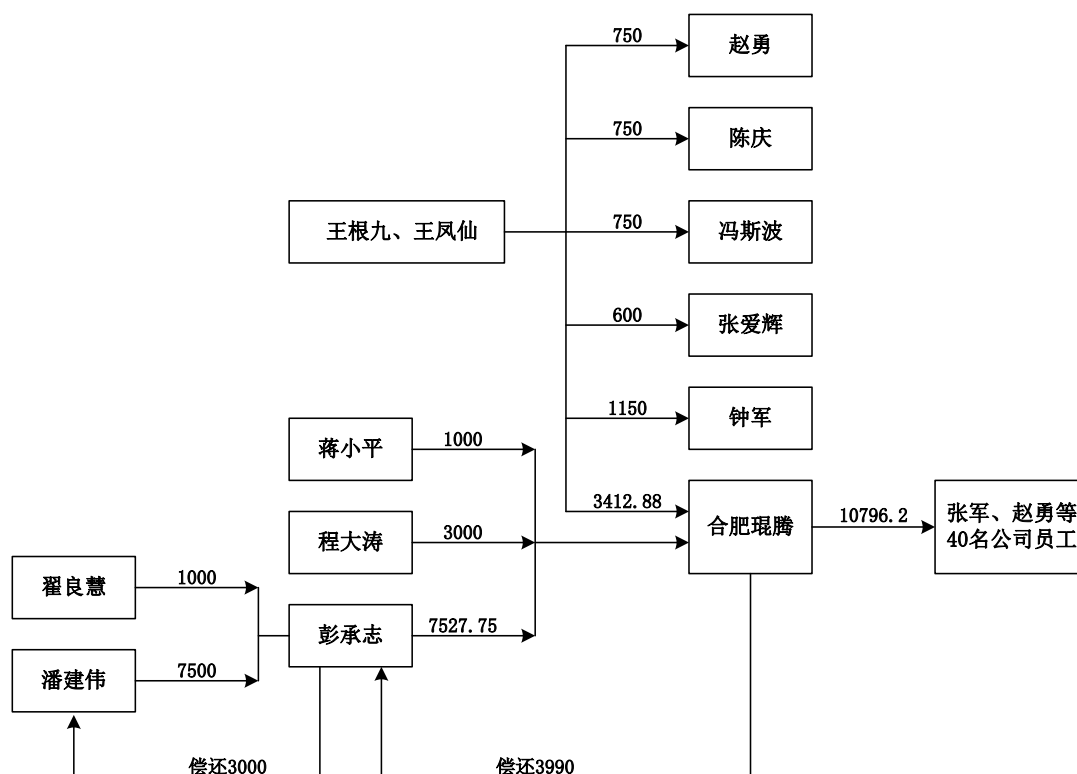 750
赵勇
750
陈庆
王根九、王凤仙
750
冯斯波
600
张爱辉
1150
钟军
蒋小平
1000
3412.88
合肥琨腾
10796.2
张军、赵勇等
40名公司员工
程大涛
3000
翟良慧
1000
彭承志
7527.75
潘建伟
7500
偿还3000
偿还3990